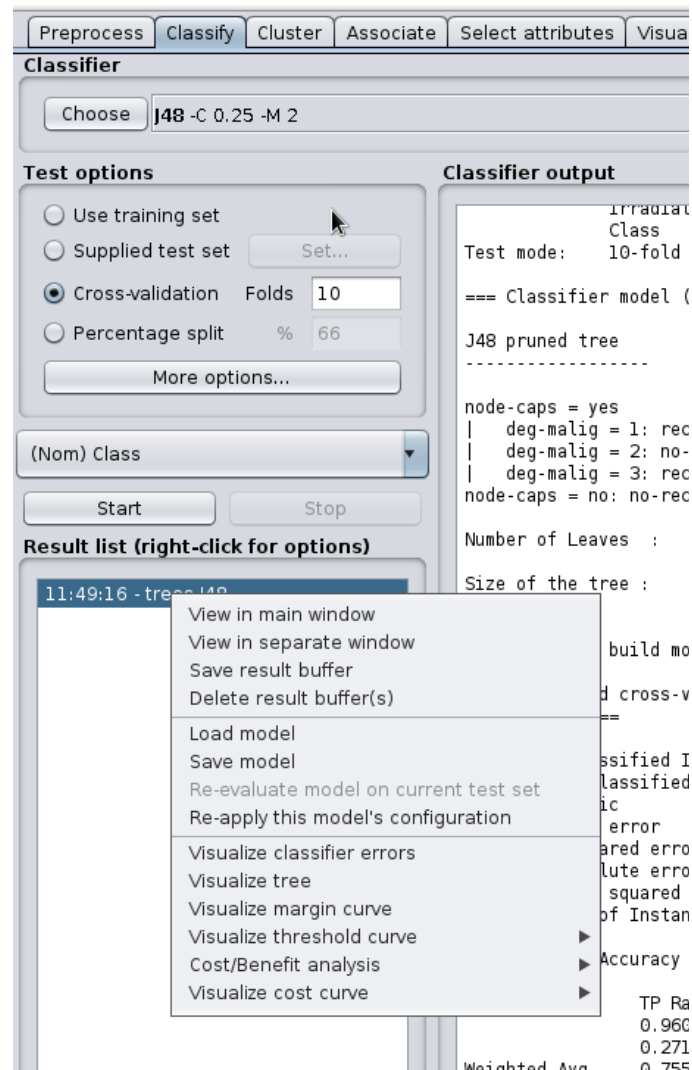 Preprocess Classify Cluster Associate Select attributes Visua
Classifier
Choose J48 -C 0.25 -M 2
Test options
Use training set
Supplied test set Set...
Cross-validation Folds 10
Percentage split % 66
More options...
(Nom) Class
Start Stop
Result list (right-click for options)
11:49:16 - trees.J48
View in main window
View in separate window
Save result buffer
Delete result buffer(s)
Load model
Save model
Re-evaluate model on current test set
Re-apply this model's configuration
Visualize classifier errors
Visualize tree
Visualize margin curve
Visualize threshold curve
Cost/Benefit analysis
Visualize cost curve
Classifier output
Irradiat
Class
Test mode: 10-fold
=== Classifier model (
J48 pruned tree
------------------
node-caps = yes
| deg-malig = 1: rec
| deg-malig = 2: no-
| deg-malig = 3: rec
node-caps = no: no-rec
Number of Leaves :
Size of the tree :
build mo
d cross-v
==
ssified I
lassified
ic
error
ared erro
lute erro
squared
of Instan
Accuracy
TP Ra
0.960
0.271
Weighted Avg. 0.755